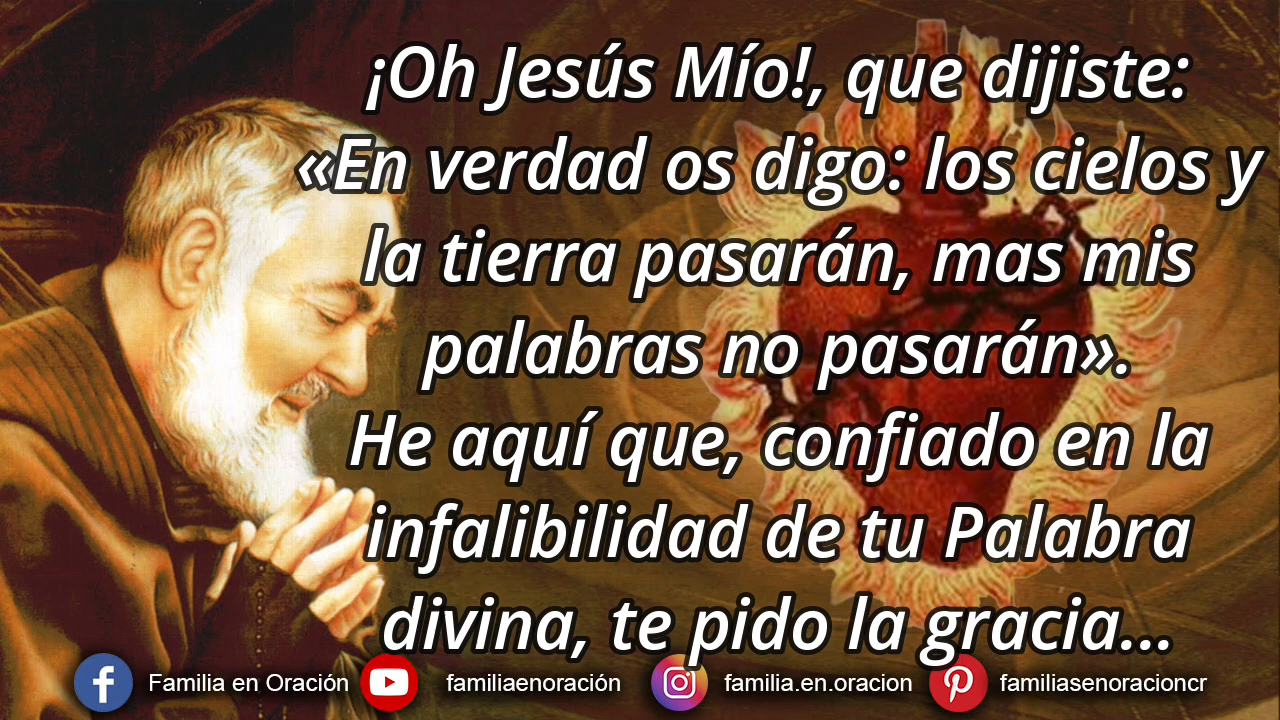 ¡Oh Jesús Mío!, que dijiste:
«En verdad os digo: los cielos y
la tierra pasarán, mas mis
palabras no pasarán».
He aquí que, confiado en la
infalibilidad de tu Palabra
divina, te pido la gracia...
Familia en Oración familiaenoración familia.en.oracion familiasenoracioncr